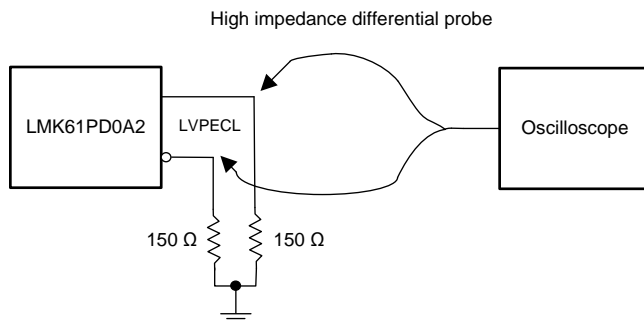 High impedance differential probe
LMK61PD0A2
LVPECL
Oscilloscope
150 Ω
150 Ω